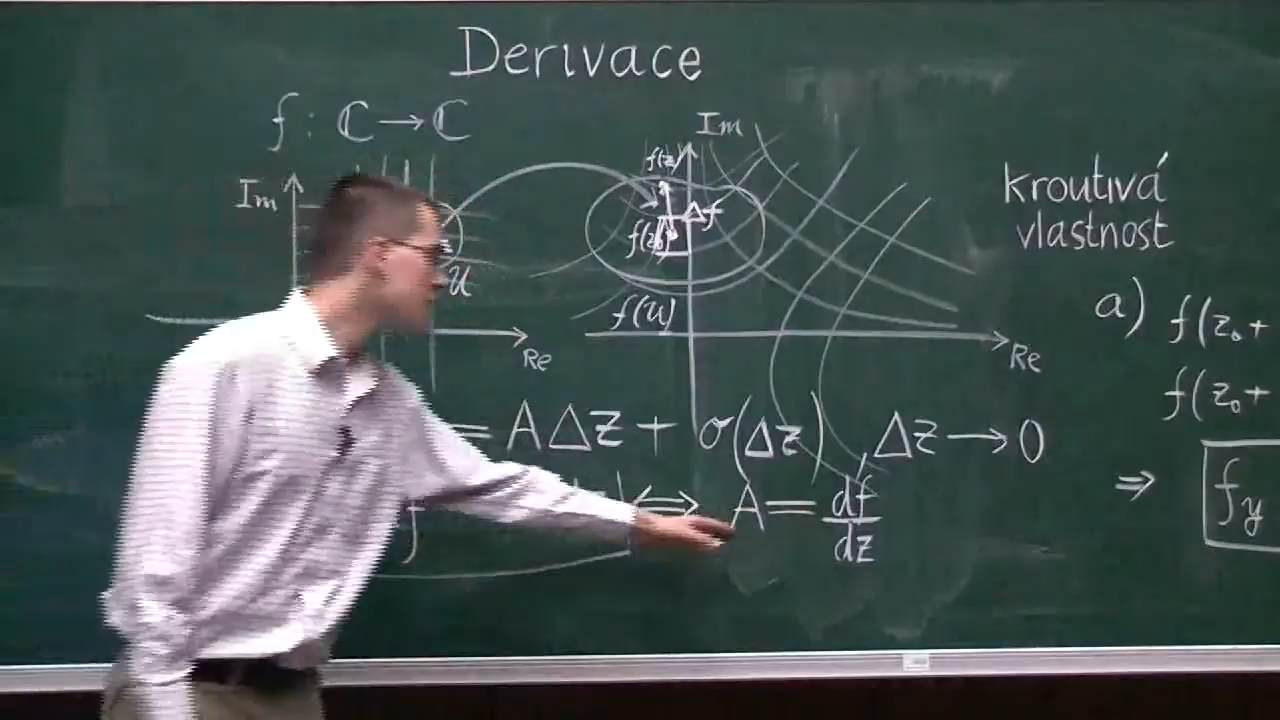 Derivace
f : ℂ → ℂ
Im
U
Re
Im
f(z)
Δf
f(z₀)
f(U)
Re
= AΔz + σ(Δz), Δz → 0
f
⇔ A = df/dz
kroutivá
vlastnost
a) f(z₀ +
f(z₀ +
⇒ f_y